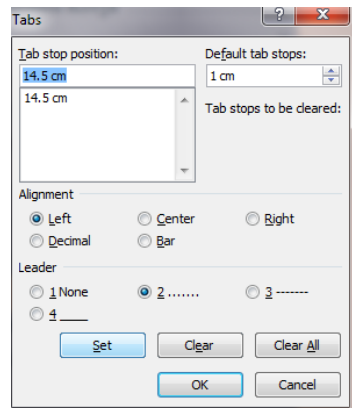 Tabs ? X
Tab stop position: Default tab stops:
14.5 cm 1 cm
14.5 cm
Tab stops to be cleared:
Alignment
Left Center Right
Decimal Bar
Leader
1 None 2 ....... 3 -------
4 ____
Set Clear Clear All
OK Cancel